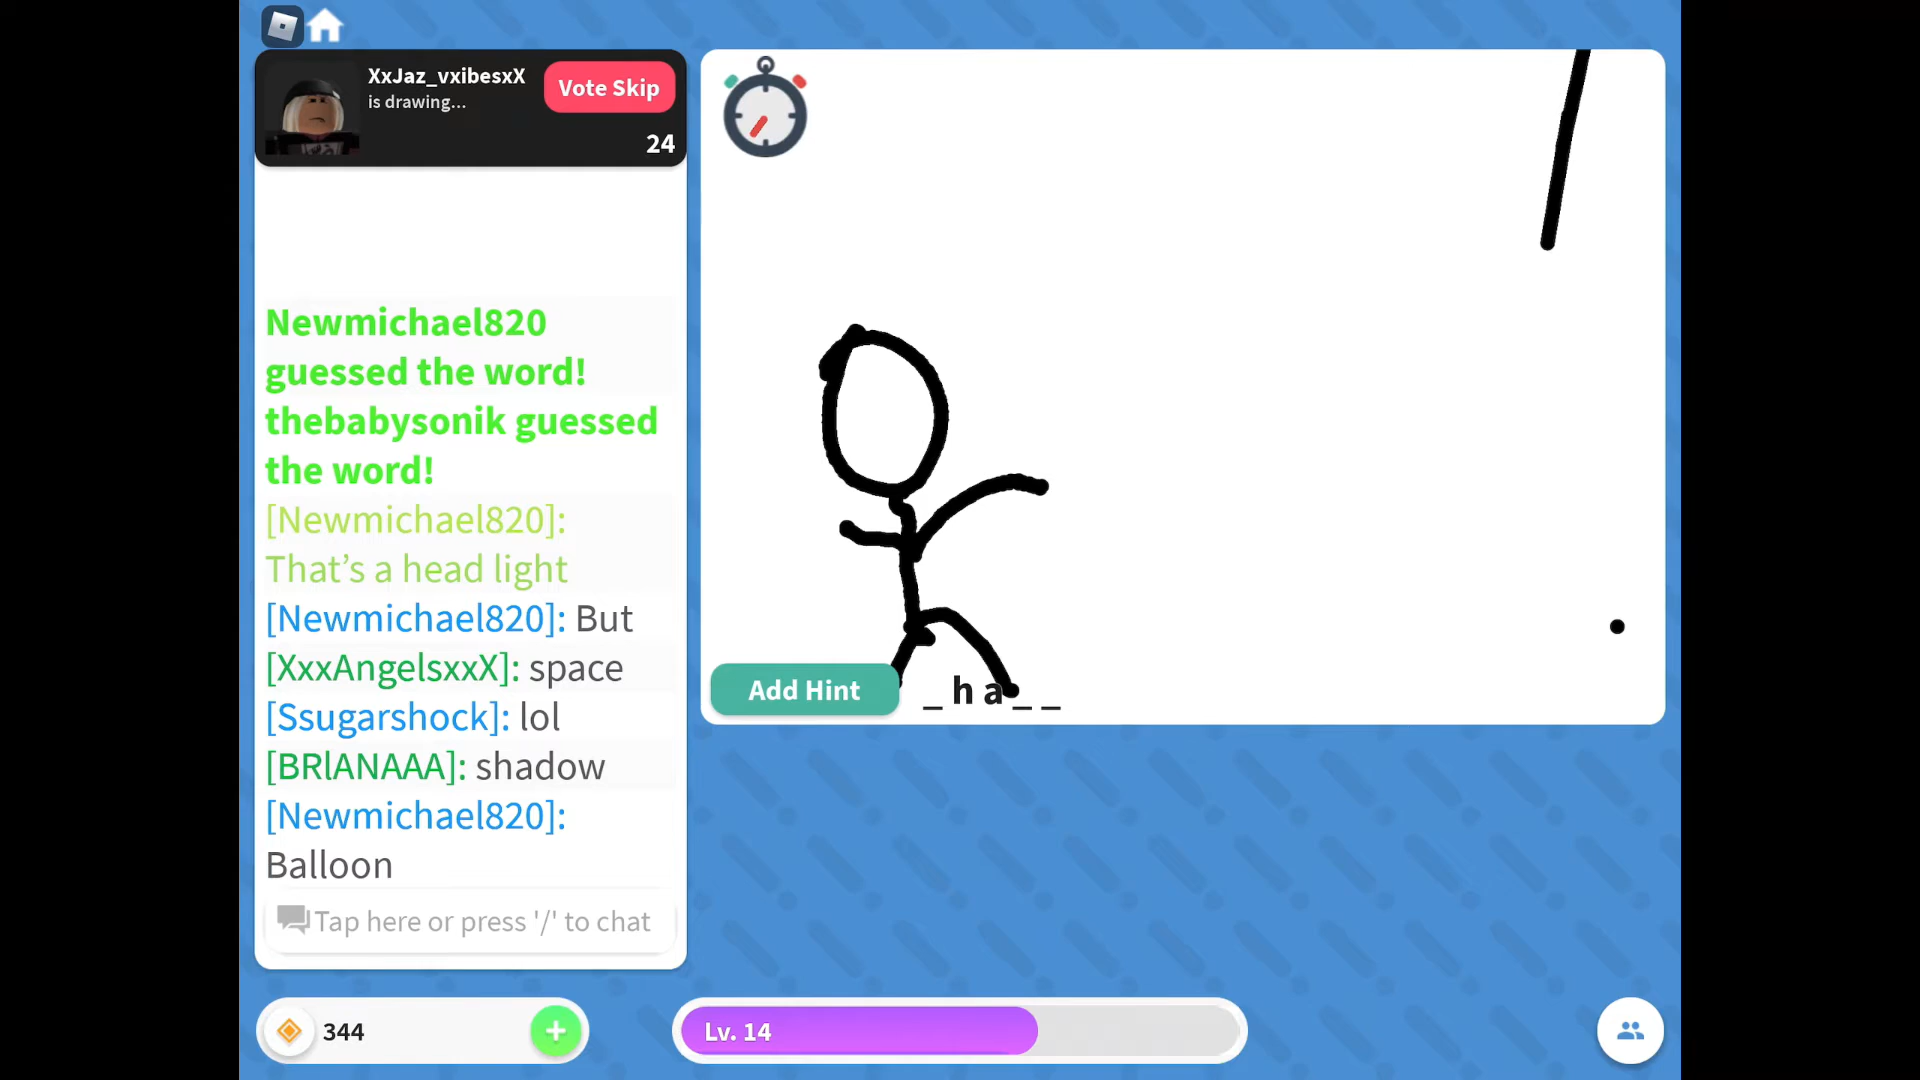 XxJaz_vxibesxX
is drawing...
Vote Skip
24
Newmichael820
guessed the word!
thebabysonik guessed
the word!
[Newmichael820]:
That's a head light
[Newmichael820]: But
[XxxAngelsxxX]: space
[Ssugarshock]: lol
[BRlANAAA]: shadow
[Newmichael820]:
Balloon
Tap here or press '/' to chat
Add Hint
_ h a _ _
344
+
Lv. 14